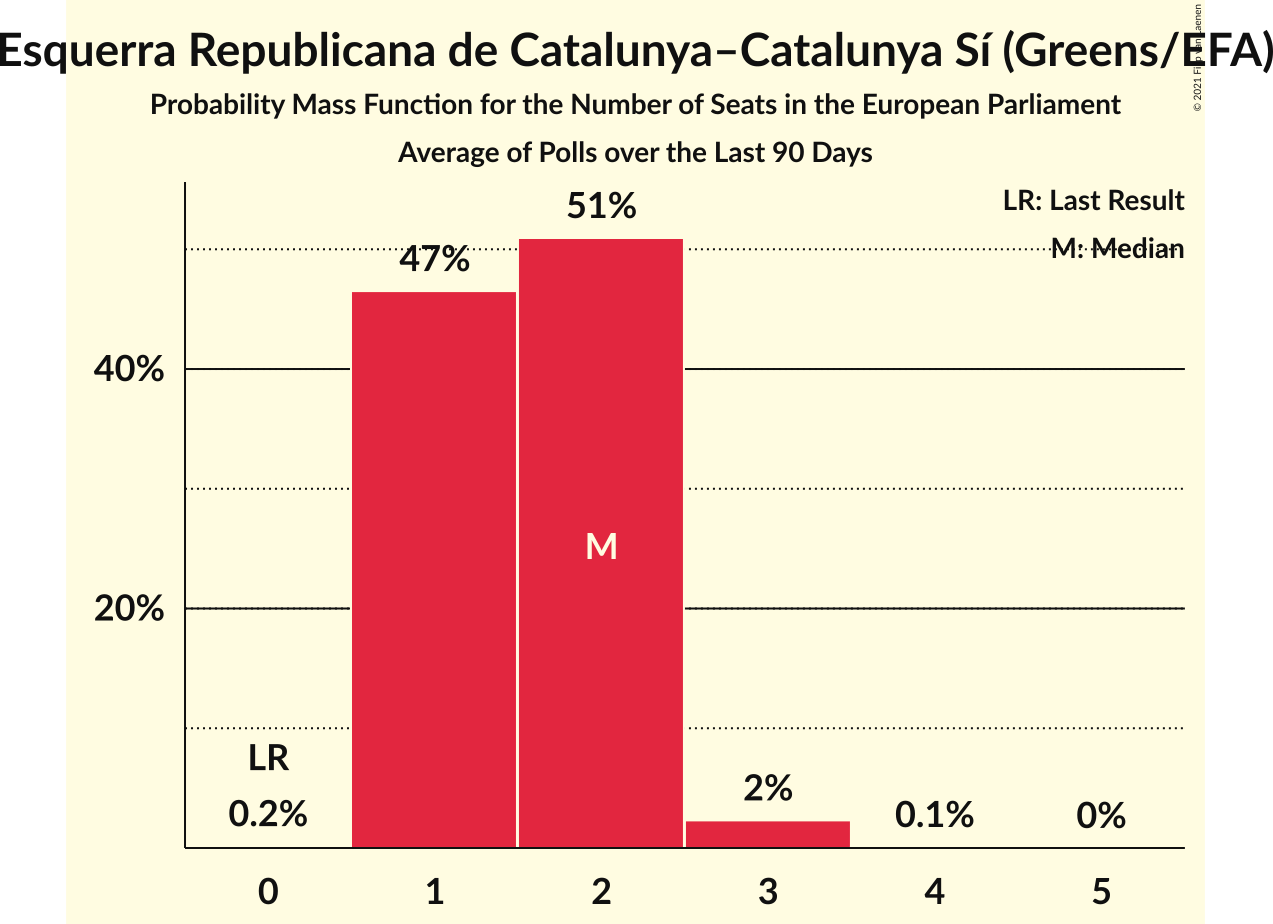 Esquerra Republicana de Catalunya–Catalunya Sí (Greens/EFA)
Probability Mass Function for the Number of Seats in the European Parliament
Average of Polls over the Last 90 Days
LR: Last Result
M: Median
51%
47%
40%
20%
M
LR
0.2%
2%
0.1%
0%
0 1 2 3 4 5
© 2021